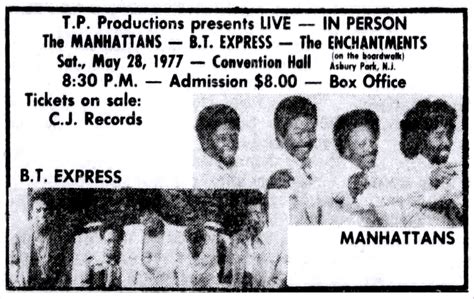 T.P. Productions presents LIVE — IN PERSON
The MANHATTANS — B.T. EXPRESS — The ENCHANTMENTS
Sat., May 28, 1977 — Convention Hall (on the boardwalk) Asbury Park, N.J.
8:30 P.M. — Admission $8.00 — Box Office
Tickets on sale:
C.J. Records
B.T. EXPRESS
MANHATTANS